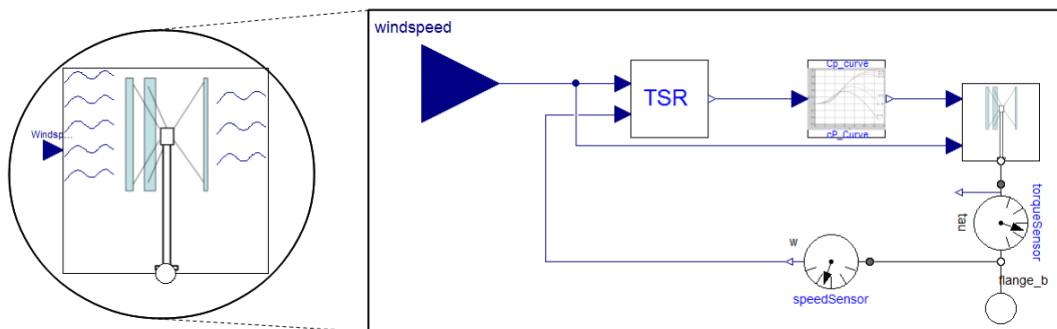 windspeed
Windsp...
TSR
Cp_curve
cP_Curve
torqueSensor
tau
w
speedSensor
flange_b